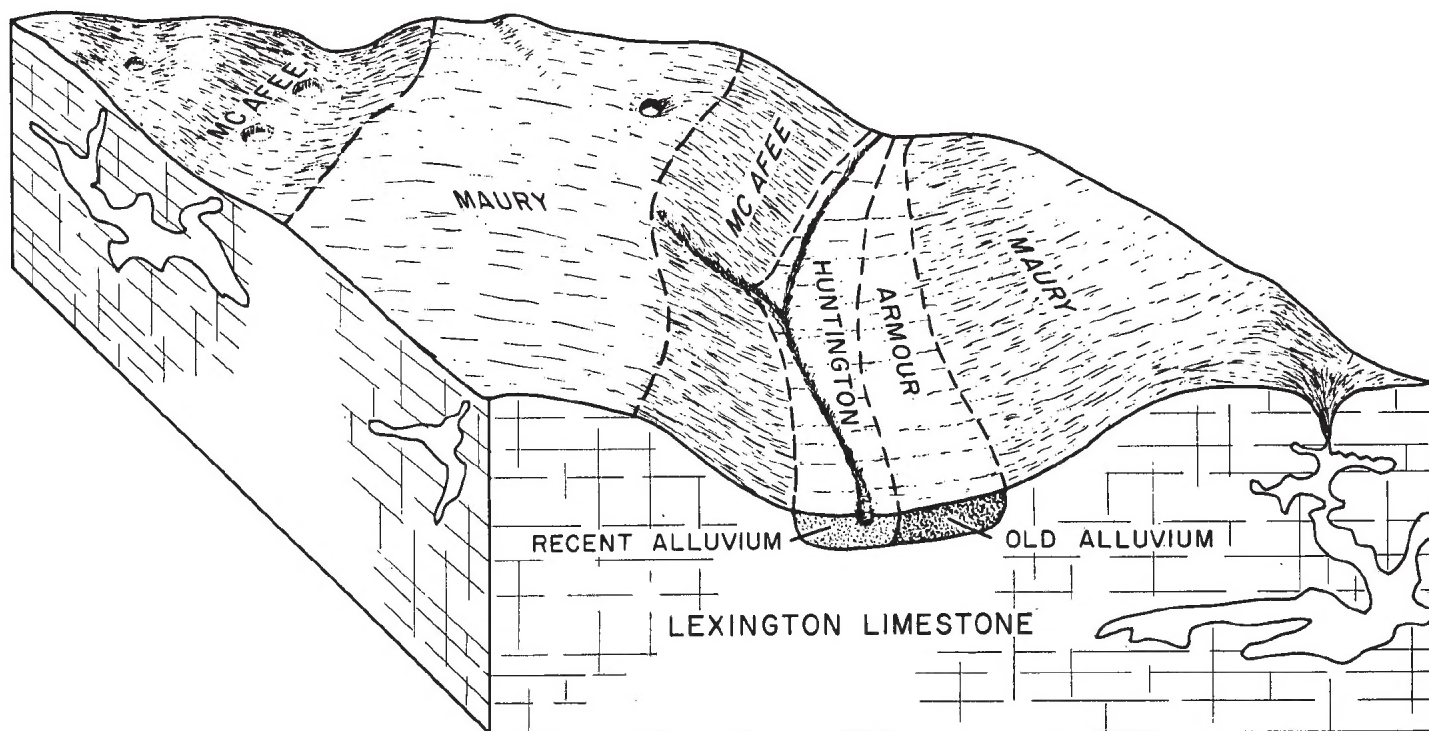 MC AFEE
MAURY
MC AFEE
HUNTINGTON
ARMOUR
MAURY
RECENT ALLUVIUM
OLD ALLUVIUM
LEXINGTON LIMESTONE